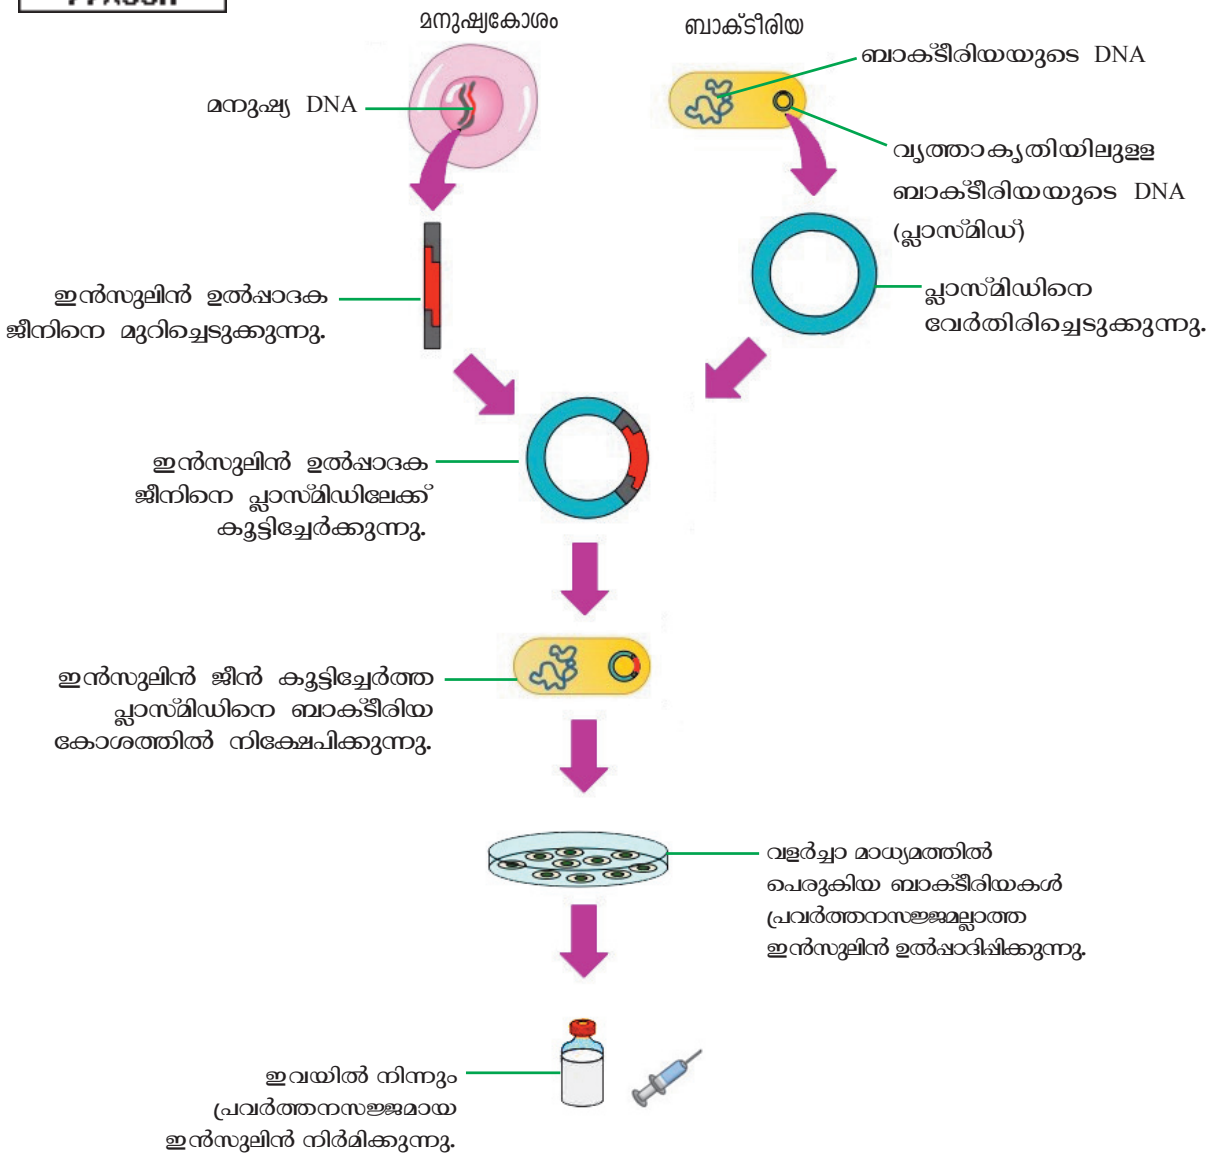 മനുഷ്യകോശം
ബാക്ടീരിയ
ബാക്ടീരിയയുടെ DNA
മനുഷ്യ DNA
വൃത്താകൃതിയിലുള്ള
ബാക്ടീരിയയുടെ DNA
(പ്ലാസ്മിഡ്)
ഇൻസുലിൻ ഉൽപ്പാദക
ജീനിനെ മുറിച്ചെടുക്കുന്നു.
പ്ലാസ്മിഡിനെ
വേർതിരിച്ചെടുക്കുന്നു.
ഇൻസുലിൻ ഉൽപ്പാദക
ജീനിനെ പ്ലാസ്മിഡിലേക്ക്
കൂട്ടിച്ചേർക്കുന്നു.
ഇൻസുലിൻ ജീൻ കൂട്ടിച്ചേർത്ത
പ്ലാസ്മിഡിനെ ബാക്ടീരിയ
കോശത്തിൽ നിക്ഷേപിക്കുന്നു.
വളർച്ചാ മാധ്യമത്തിൽ
പെരുകിയ ബാക്ടീരിയകൾ
പ്രവർത്തനസജ്ജമല്ലാത്ത
ഇൻസുലിൻ ഉൽപ്പാദിപ്പിക്കുന്നു.
ഇവയിൽ നിന്നും
പ്രവർത്തനസജ്ജമായ
ഇൻസുലിൻ നിർമിക്കുന്നു.